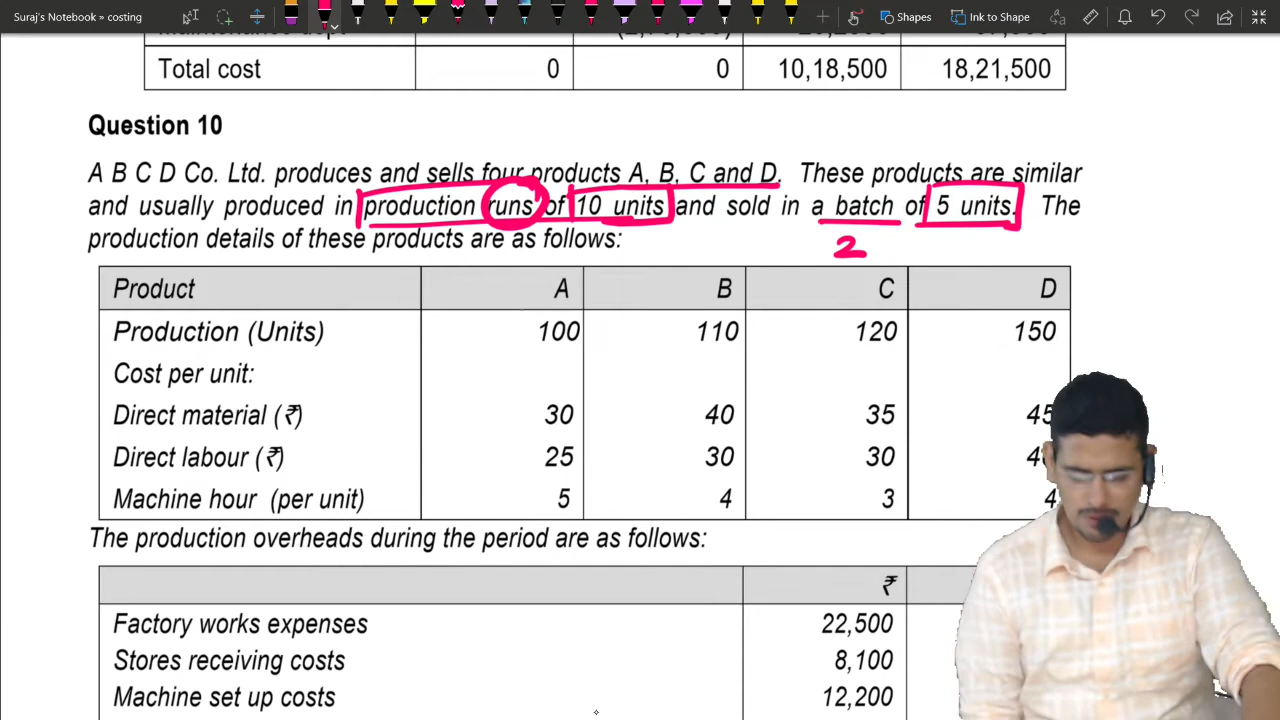 Suraj's Notebook » costing
Shapes
Ink to Shape
Total cost 0 0 10,18,500 18,21,500
Question 10
A B C D Co. Ltd. produces and sells four products A, B, C and D. These products are similar
and usually produced in production runs of 10 units and sold in a batch of 5 units. The
2
production details of these products are as follows:
Product A B C D
Production (Units) 100 110 120 150
Cost per unit:
Direct material (₹) 30 40 35 45
Direct labour (₹) 25 30 30
Machine hour (per unit) 5 4 3 4
The production overheads during the period are as follows:
₹
Factory works expenses 22,500
Stores receiving costs 8,100
Machine set up costs 12,200